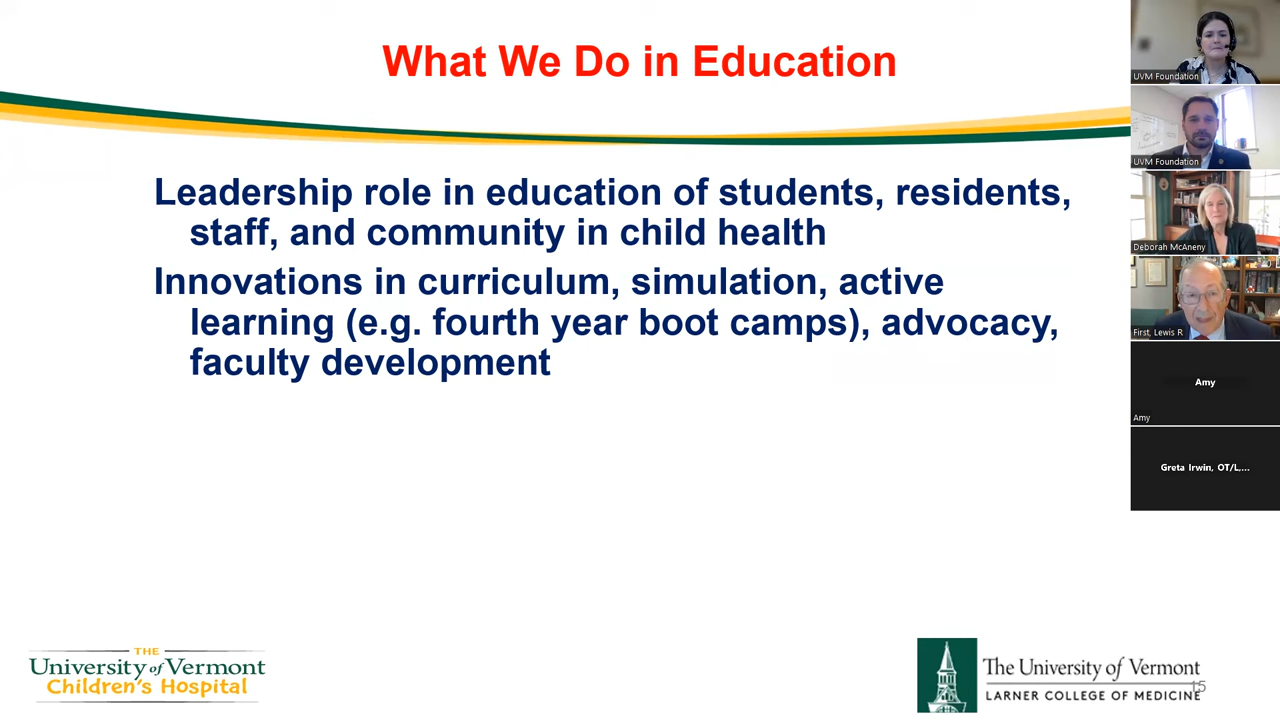 What We Do in Education
Leadership role in education of students, residents,
staff, and community in child health
Innovations in curriculum, simulation, active
learning (e.g. fourth year boot camps), advocacy,
faculty development
THE
University of Vermont
Children's Hospital
The University of Vermont
LARNER COLLEGE OF MEDICINE
15
UVM Foundation
UVM Foundation
Deborah McAneny
First, Lewis R
Amy
Amy
Greta Irwin, OT/L,...